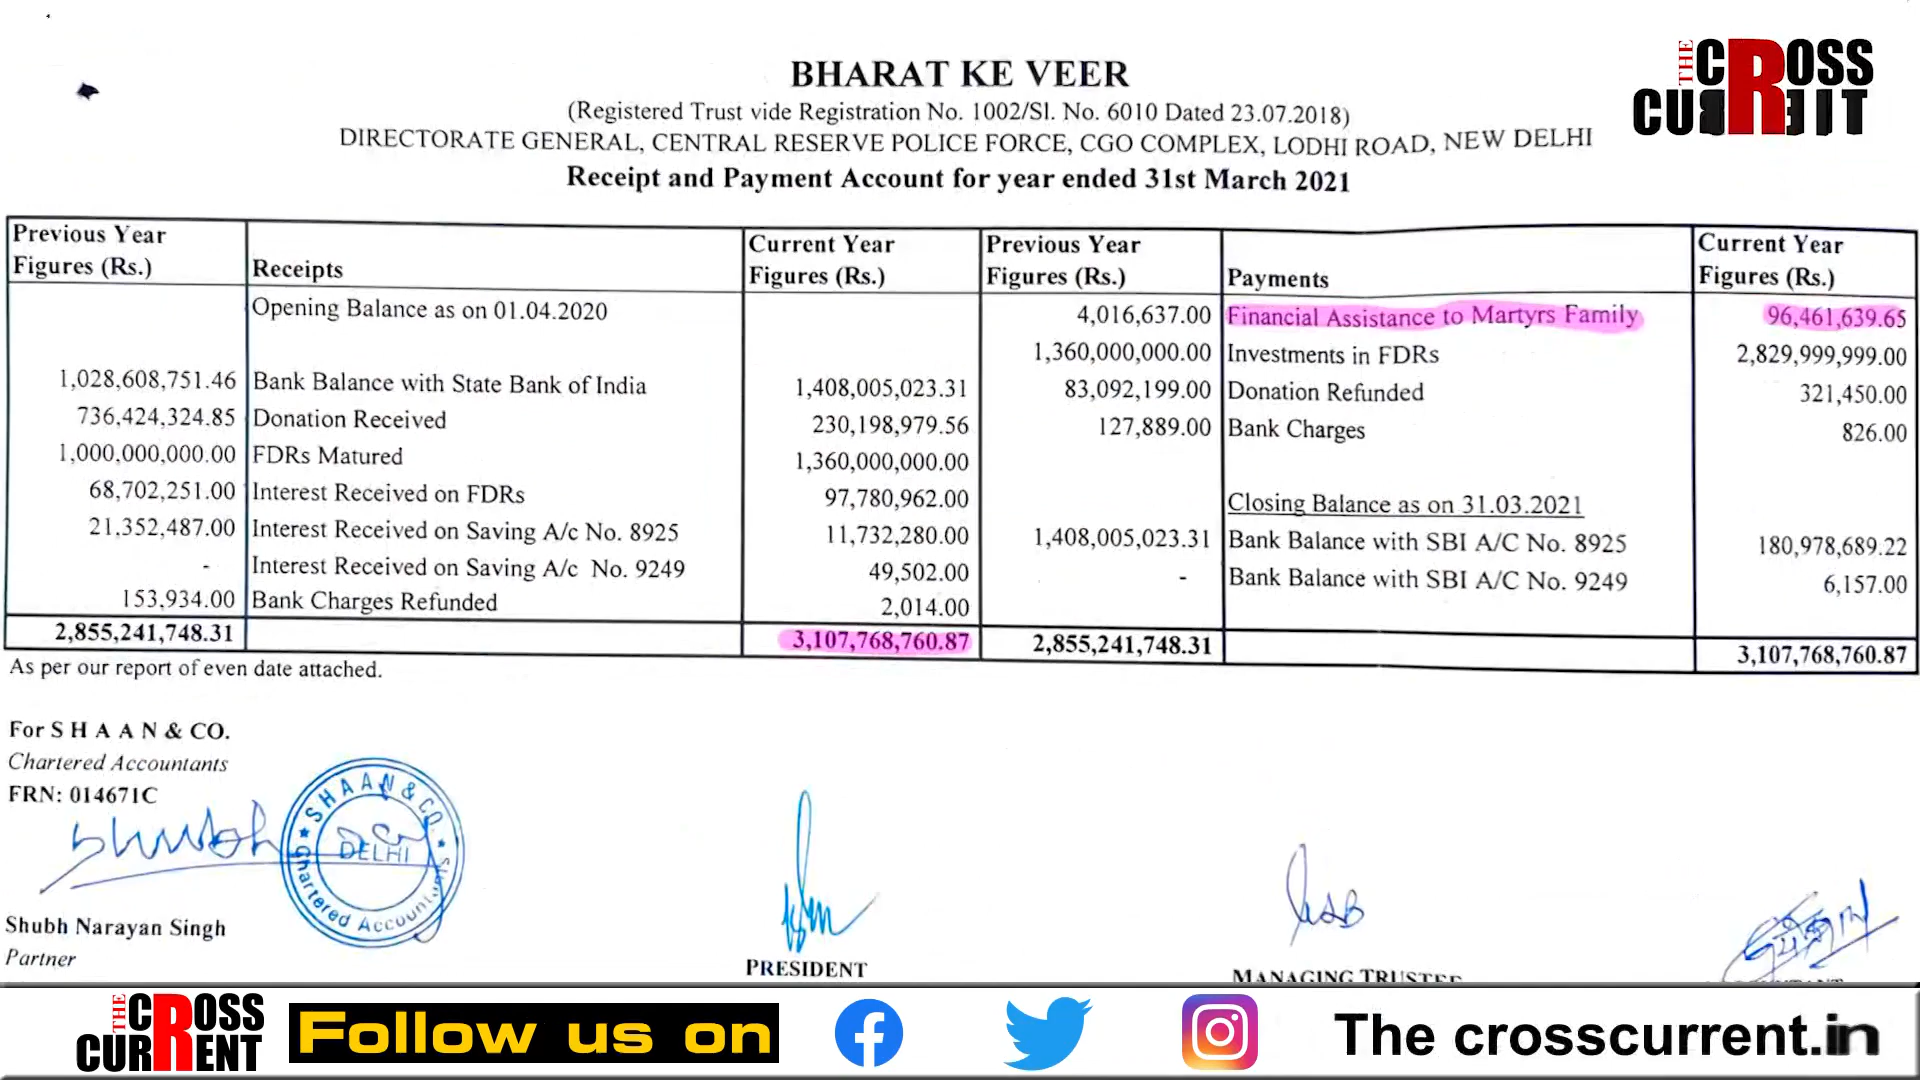 THE CROSS CURRENT
BHARAT KE VEER
(Registered Trust vide Registration No. 1002/Sl. No. 6010 Dated 23.07.2018)
DIRECTORATE GENERAL, CENTRAL RESERVE POLICE FORCE, CGO COMPLEX, LODHI ROAD, NEW DELHI
Receipt and Payment Account for year ended 31st March 2021
Previous Year Figures (Rs.) Receipts Current Year Figures (Rs.) Previous Year Figures (Rs.) Payments Current Year Figures (Rs.)
Opening Balance as on 01.04.2020 4,016,637.00 Financial Assistance to Martyrs Family 96,461,639.65
1,360,000,000.00 Investments in FDRs 2,829,999,999.00
1,028,608,751.46 Bank Balance with State Bank of India 1,408,005,023.31 83,092,199.00 Donation Refunded 321,450.00
736,424,324.85 Donation Received 230,198,979.56 127,889.00 Bank Charges 826.00
1,000,000,000.00 FDRs Matured 1,360,000,000.00
68,702,251.00 Interest Received on FDRs 97,780,962.00 Closing Balance as on 31.03.2021
21,352,487.00 Interest Received on Saving A/c No. 8925 11,732,280.00 1,408,005,023.31 Bank Balance with SBI A/C No. 8925 180,978,689.22
- Interest Received on Saving A/c No. 9249 49,502.00 - Bank Balance with SBI A/C No. 9249 6,157.00
153,934.00 Bank Charges Refunded 2,014.00
2,855,241,748.31 3,107,768,760.87 2,855,241,748.31 3,107,768,760.87
As per our report of even date attached.
For S H A A N & CO.
Chartered Accountants
FRN: 014671C
SHAAN & CO.
DELHI
Chartered Accountants
Shubh Narayan Singh
Partner
PRESIDENT
MANAGING TRUSTEE
THE CROSS CURRENT
Follow us on
The crosscurrent.in